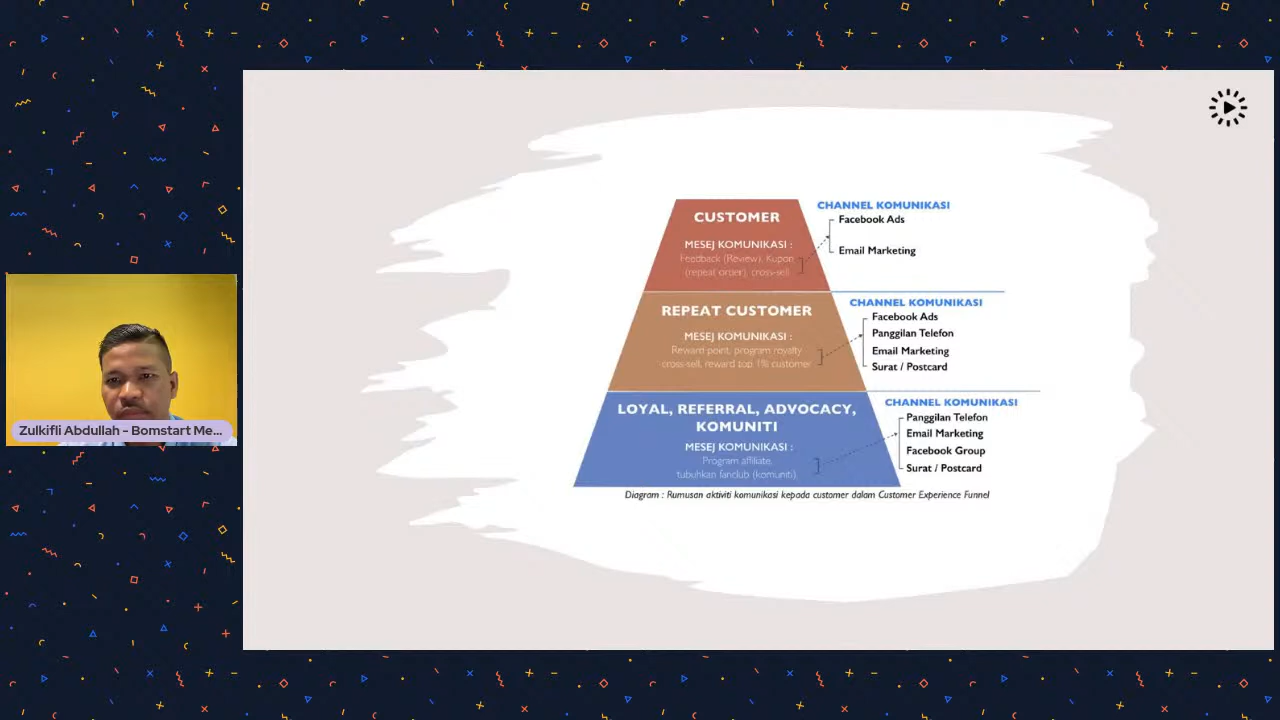 CUSTOMER
MESEJ KOMUNIKASI :
Feedback (Review), Kupon
(repeat order), cross-sell
CHANNEL KOMUNIKASI
Facebook Ads
Email Marketing
REPEAT CUSTOMER
MESEJ KOMUNIKASI :
Reward point, program royalty
cross-sell, reward top 1% customer
CHANNEL KOMUNIKASI
Facebook Ads
Panggilan Telefon
Email Marketing
Surat / Postcard
LOYAL, REFERRAL, ADVOCACY,
KOMUNITI
MESEJ KOMUNIKASI :
Program affiliate,
tubuhkan fanclub (komuniti)
CHANNEL KOMUNIKASI
Panggilan Telefon
Email Marketing
Facebook Group
Surat / Postcard
Diagram : Rumusan aktiviti komunikasi kepada customer dalam Customer Experience Funnel
Zulkifli Abdullah - Bomstart Me...